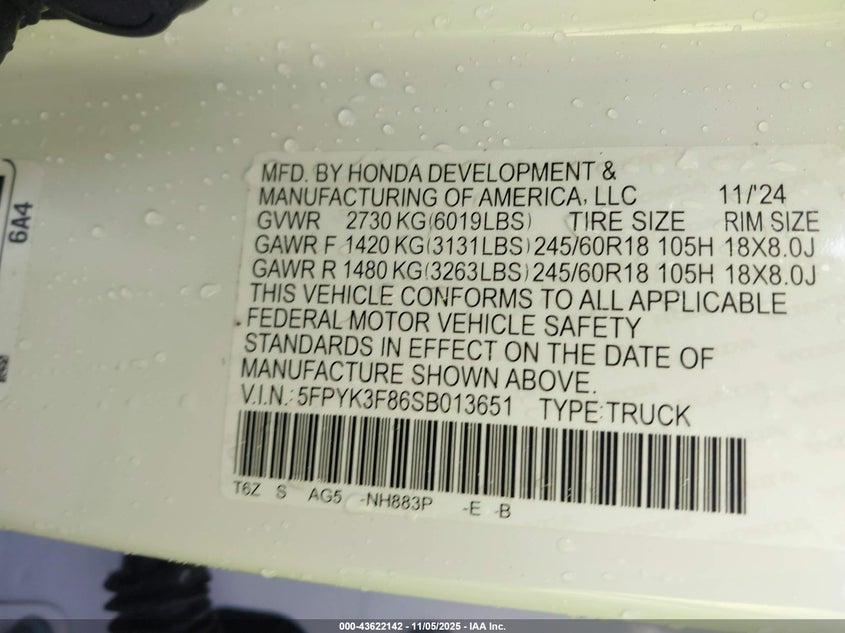 MFD. BY HONDA DEVELOPMENT &
MANUFACTURING OF AMERICA, LLC 11/'24
GVWR 2730 KG(6019LBS) TIRE SIZE RIM SIZE
GAWR F 1420 KG(3131LBS) 245/60R18 105H 18X8.0J
GAWR R 1480 KG(3263LBS) 245/60R18 105H 18X8.0J
THIS VEHICLE CONFORMS TO ALL APPLICABLE
FEDERAL MOTOR VEHICLE SAFETY
STANDARDS IN EFFECT ON THE DATE OF
MANUFACTURE SHOWN ABOVE.
V.I.N.: 5FPYK3F86SB013651 TYPE:TRUCK
T6Z S AG5 -NH883P -E -B
6A4
000-43622142 - 11/05/2025 - IAA Inc.